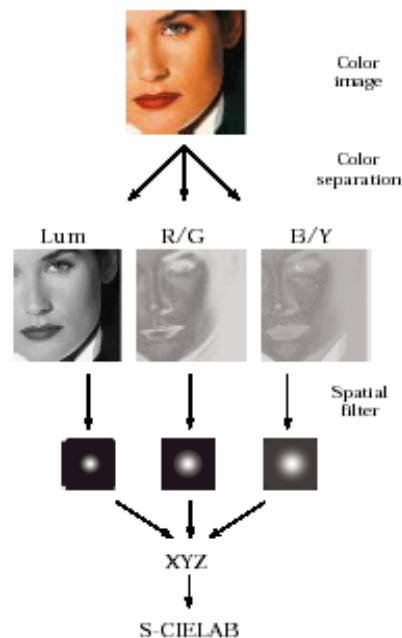 Color
image
Color
separation
Lum R/G B/Y
Spatial
filter
XYZ
S-CIELAB